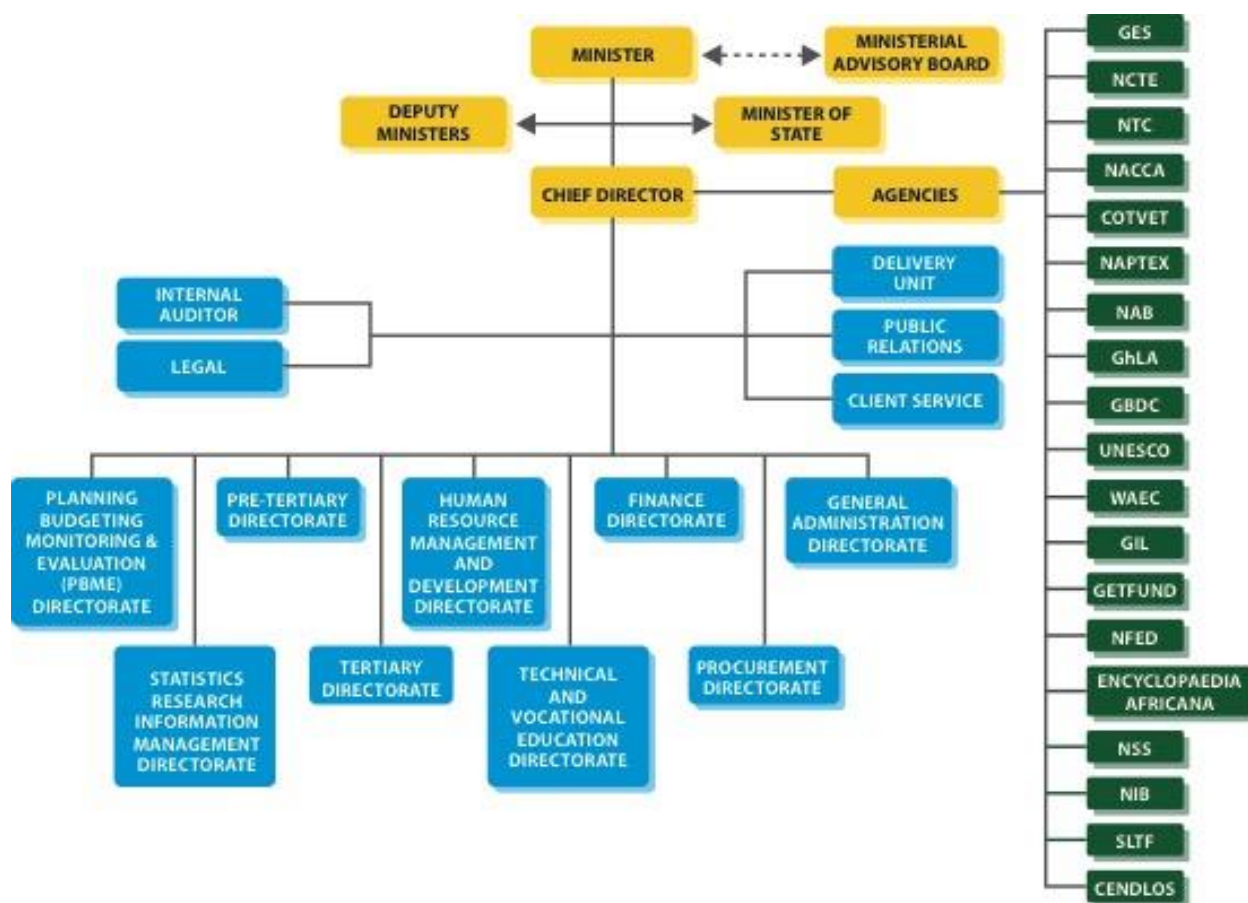 MINISTER
MINISTERIAL
ADVISORY BOARD
DEPUTY
MINISTERS
MINISTER OF
STATE
CHIEF DIRECTOR
AGENCIES
INTERNAL
AUDITOR
LEGAL
DELIVERY
UNIT
PUBLIC
RELATIONS
CLIENT SERVICE
PLANNING
BUDGETING
MONITORING &
EVALUATION
(PBME)
DIRECTORATE
PRE-TERTIARY
DIRECTORATE
HUMAN
RESOURCE
MANAGEMENT
AND
DEVELOPMENT
DIRECTORATE
FINANCE
DIRECTORATE
GENERAL
ADMINISTRATION
DIRECTORATE
STATISTICS
RESEARCH
INFORMATION
MANAGEMENT
DIRECTORATE
TERTIARY
DIRECTORATE
TECHNICAL
AND
VOCATIONAL
EDUCATION
DIRECTORATE
PROCUREMENT
DIRECTORATE
GES
NCTE
NTC
NACCA
COTVET
NAPTEX
NAB
GhLA
GBDC
UNESCO
WAEC
GIL
GETFUND
NFED
ENCYCLOPAEDIA
AFRICANA
NSS
NIB
SLTF
CENDLOS